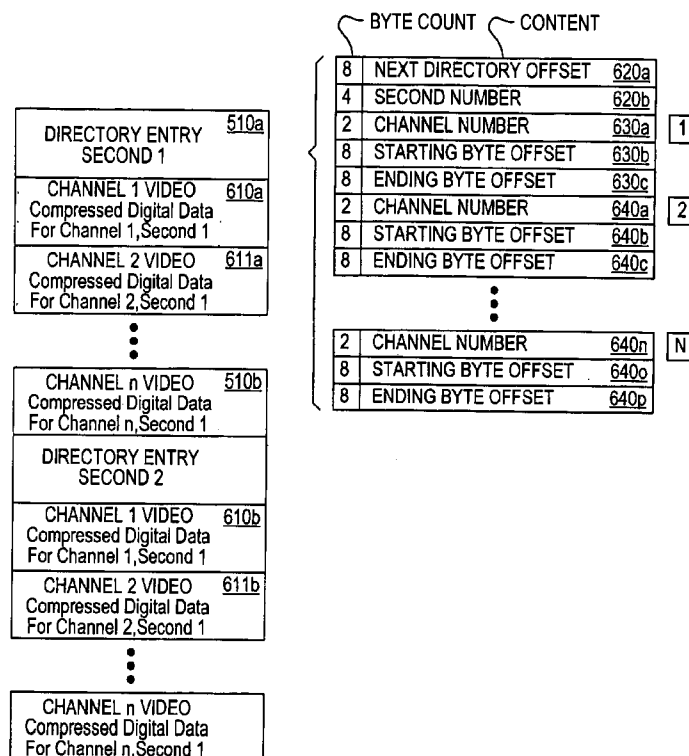 BYTE COUNT CONTENT
8 NEXT DIRECTORY OFFSET 620a
4 SECOND NUMBER 620b
2 CHANNEL NUMBER 630a 1
8 STARTING BYTE OFFSET 630b
8 ENDING BYTE OFFSET 630c
2 CHANNEL NUMBER 640a 2
8 STARTING BYTE OFFSET 640b
8 ENDING BYTE OFFSET 640c
2 CHANNEL NUMBER 640n N
8 STARTING BYTE OFFSET 640o
8 ENDING BYTE OFFSET 640p
DIRECTORY ENTRY 510a
SECOND 1
CHANNEL 1 VIDEO 610a
Compressed Digital Data
For Channel 1,Second 1
CHANNEL 2 VIDEO 611a
Compressed Digital Data
For Channel 2,Second 1
CHANNEL n VIDEO 510b
Compressed Digital Data
For Channel n,Second 1
DIRECTORY ENTRY
SECOND 2
CHANNEL 1 VIDEO 610b
Compressed Digital Data
For Channel 1,Second 1
CHANNEL 2 VIDEO 611b
Compressed Digital Data
For Channel 2,Second 1
CHANNEL n VIDEO
Compressed Digital Data
For Channel n,Second 1